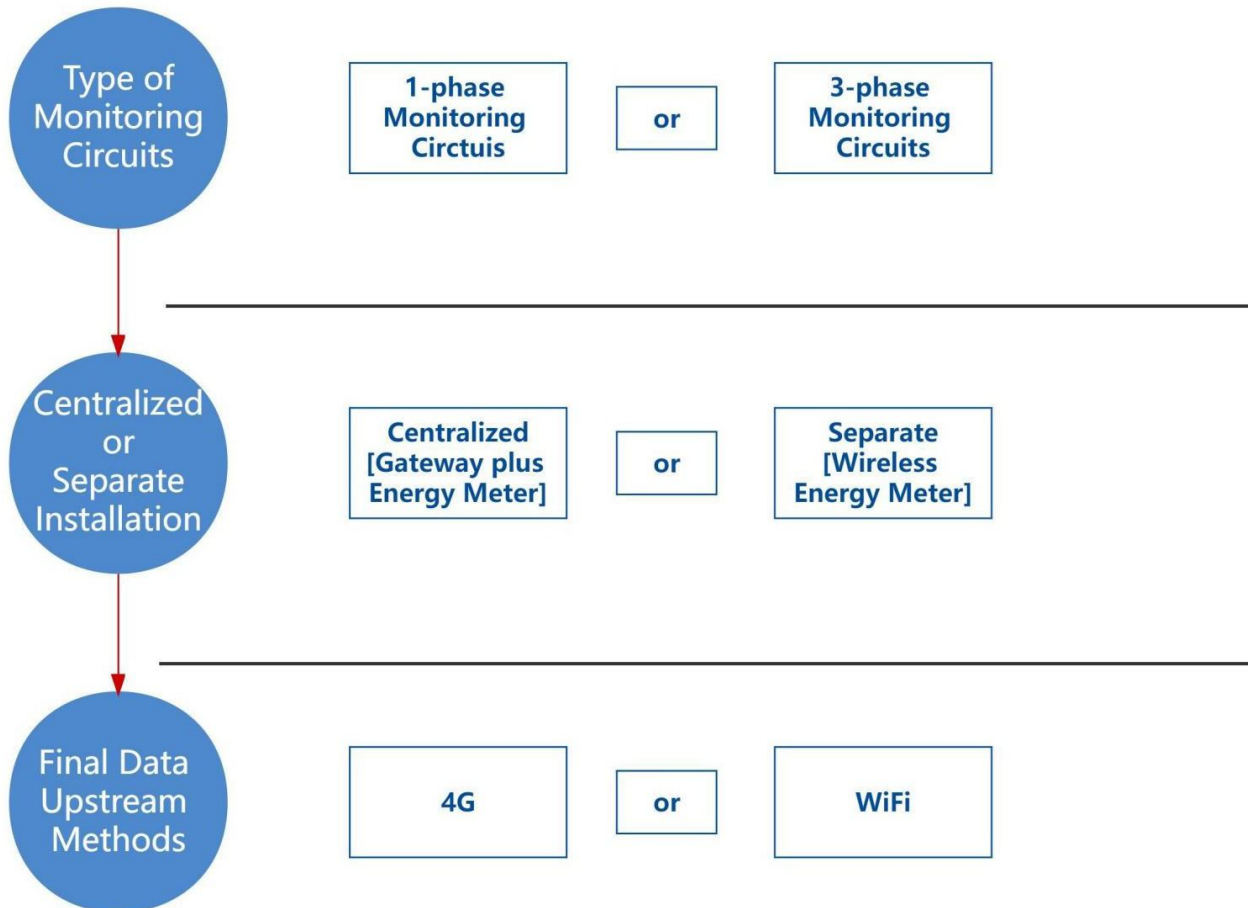 Type of
Monitoring
Circuits
1-phase
Monitoring
Circtuis
or
3-phase
Monitoring
Circuits
Centralized
or
Separate
Installation
Centralized
[Gateway plus
Energy Meter]
or
Separate
[Wireless
Energy Meter]
Final Data
Upstream
Methods
4G
or
WiFi